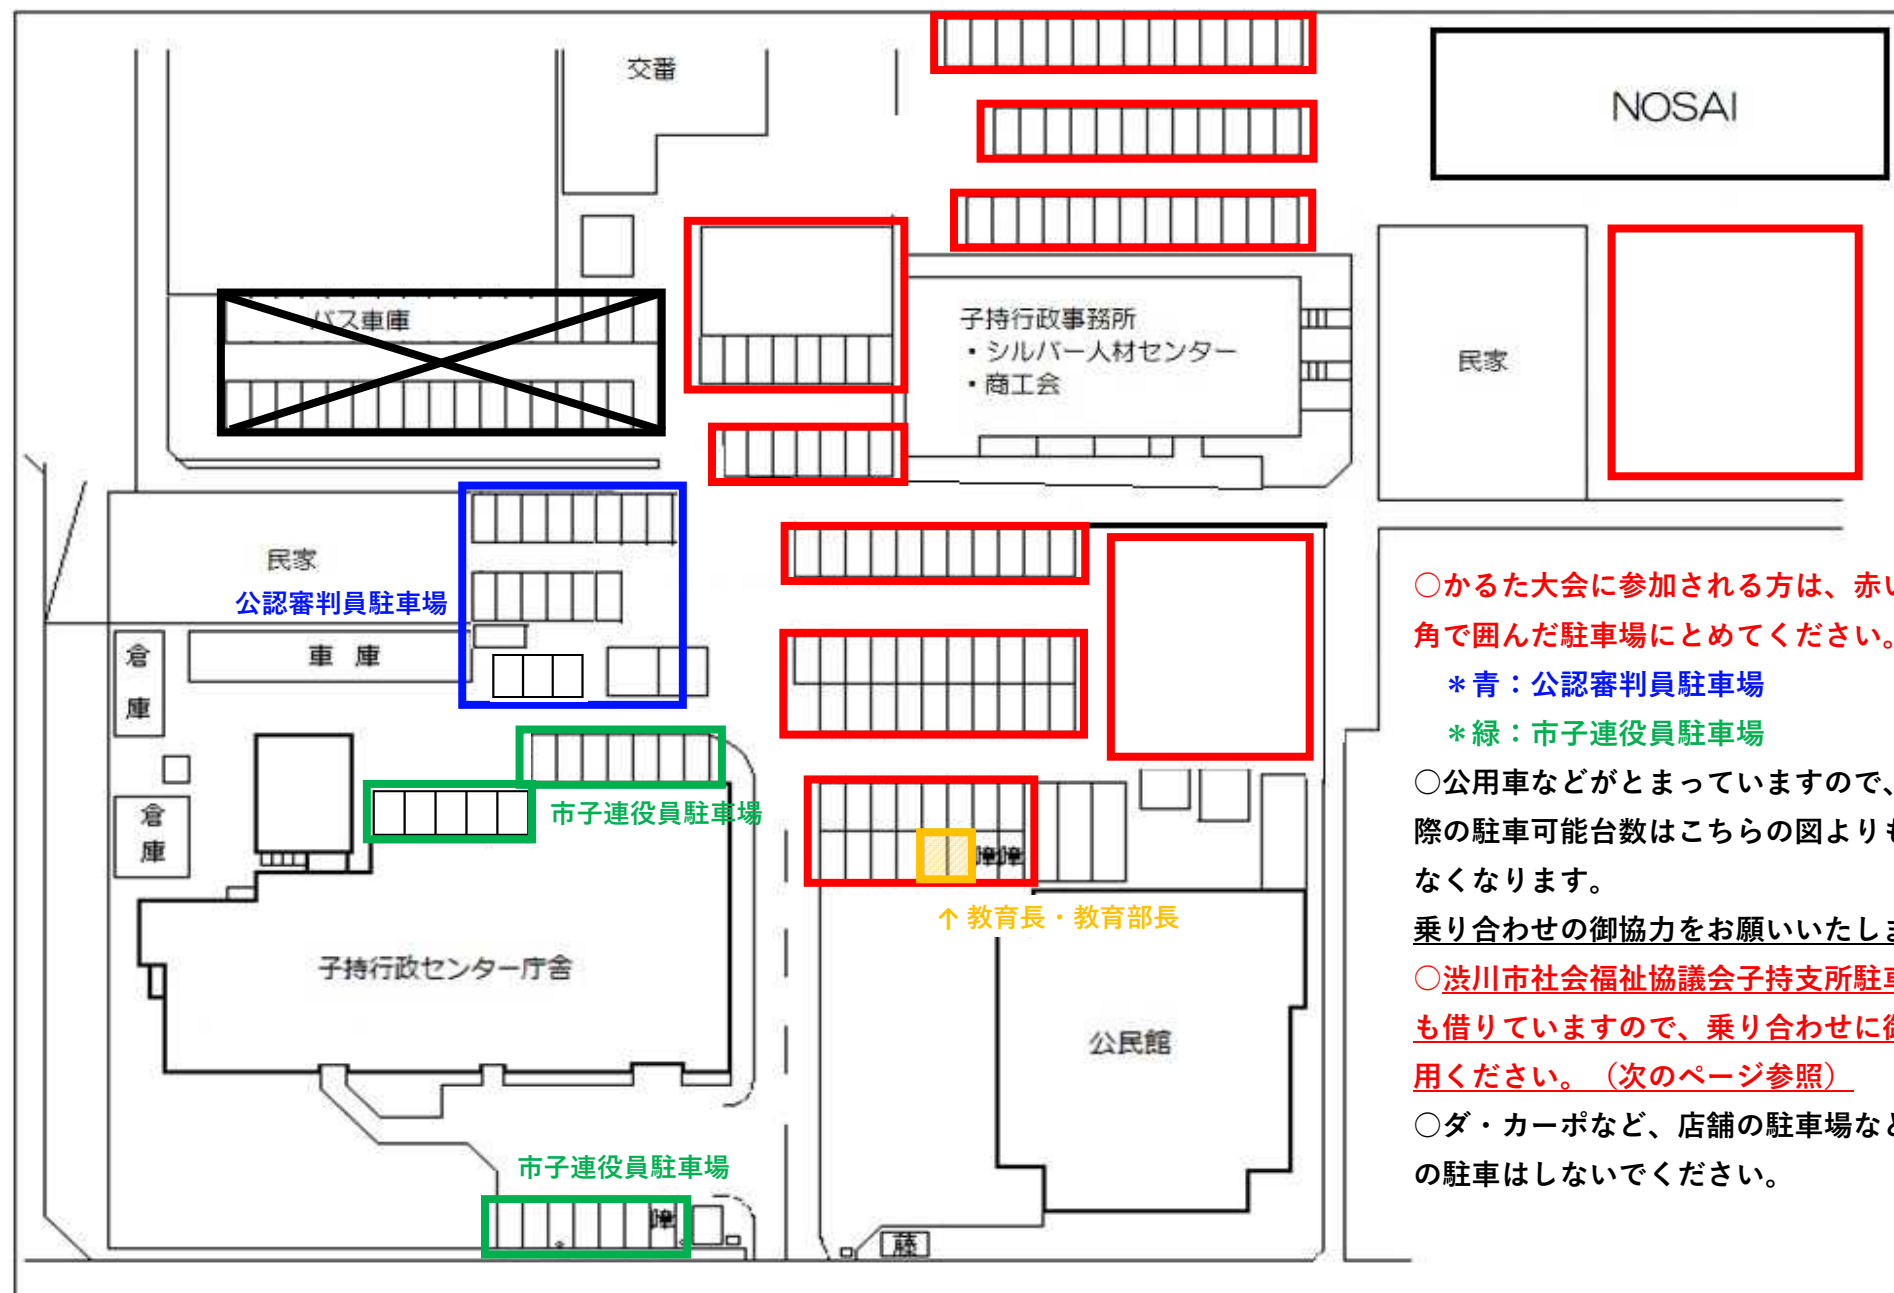 交番
NOSAI
バス車庫
子持行政事務所
・シルバー人材センター
・商工会
民家
民家
公認審判員駐車場
倉庫
車 庫
倉庫
市子連役員駐車場
障障
↑ 教育長・教育部長
子持行政センター庁舎
公民館
市子連役員駐車場
障
藤
○かるた大会に参加される方は、赤い
角で囲んだ駐車場にとめてください。
＊青：公認審判員駐車場
＊緑：市子連役員駐車場
○公用車などがとまっていますので、
際の駐車可能台数はこちらの図よりも
なくなります。
乗り合わせの御協力をお願いいたしま
○渋川市社会福祉協議会子持支所駐車
も借りていますので、乗り合わせに御
用ください。（次のページ参照）
○ダ・カーポなど、店舗の駐車場など
の駐車はしないでください。